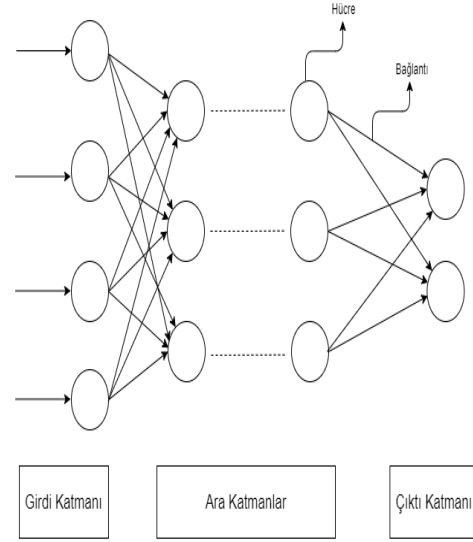 Hücre
Bağlantı
Girdi Katmanı
Ara Katmanlar
Çıktı Katmanı